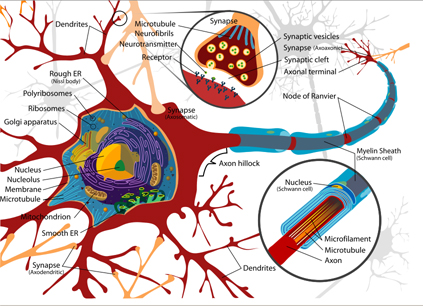 Dendrites
Microtubule
Neurofibrils
Neurotransmitter
Receptor
Synapse
Synaptic vesicles
Synapse (Axoaxonic)
Synaptic cleft
Axonal terminal
Rough ER
(Nissl body)
Polyribosomes
Ribosomes
Golgi apparatus
Synapse
(Axosomatic)
Node of Ranvier
Myelin Sheath
(Schwann cell)
Axon hillock
Nucleus
Nucleolus
Membrane
Microtubule
Mitochondrion
Smooth ER
Synapse
(Axodendritic)
Dendrites
Nucleus
(Schwann cell)
Microfilament
Microtubule
Axon